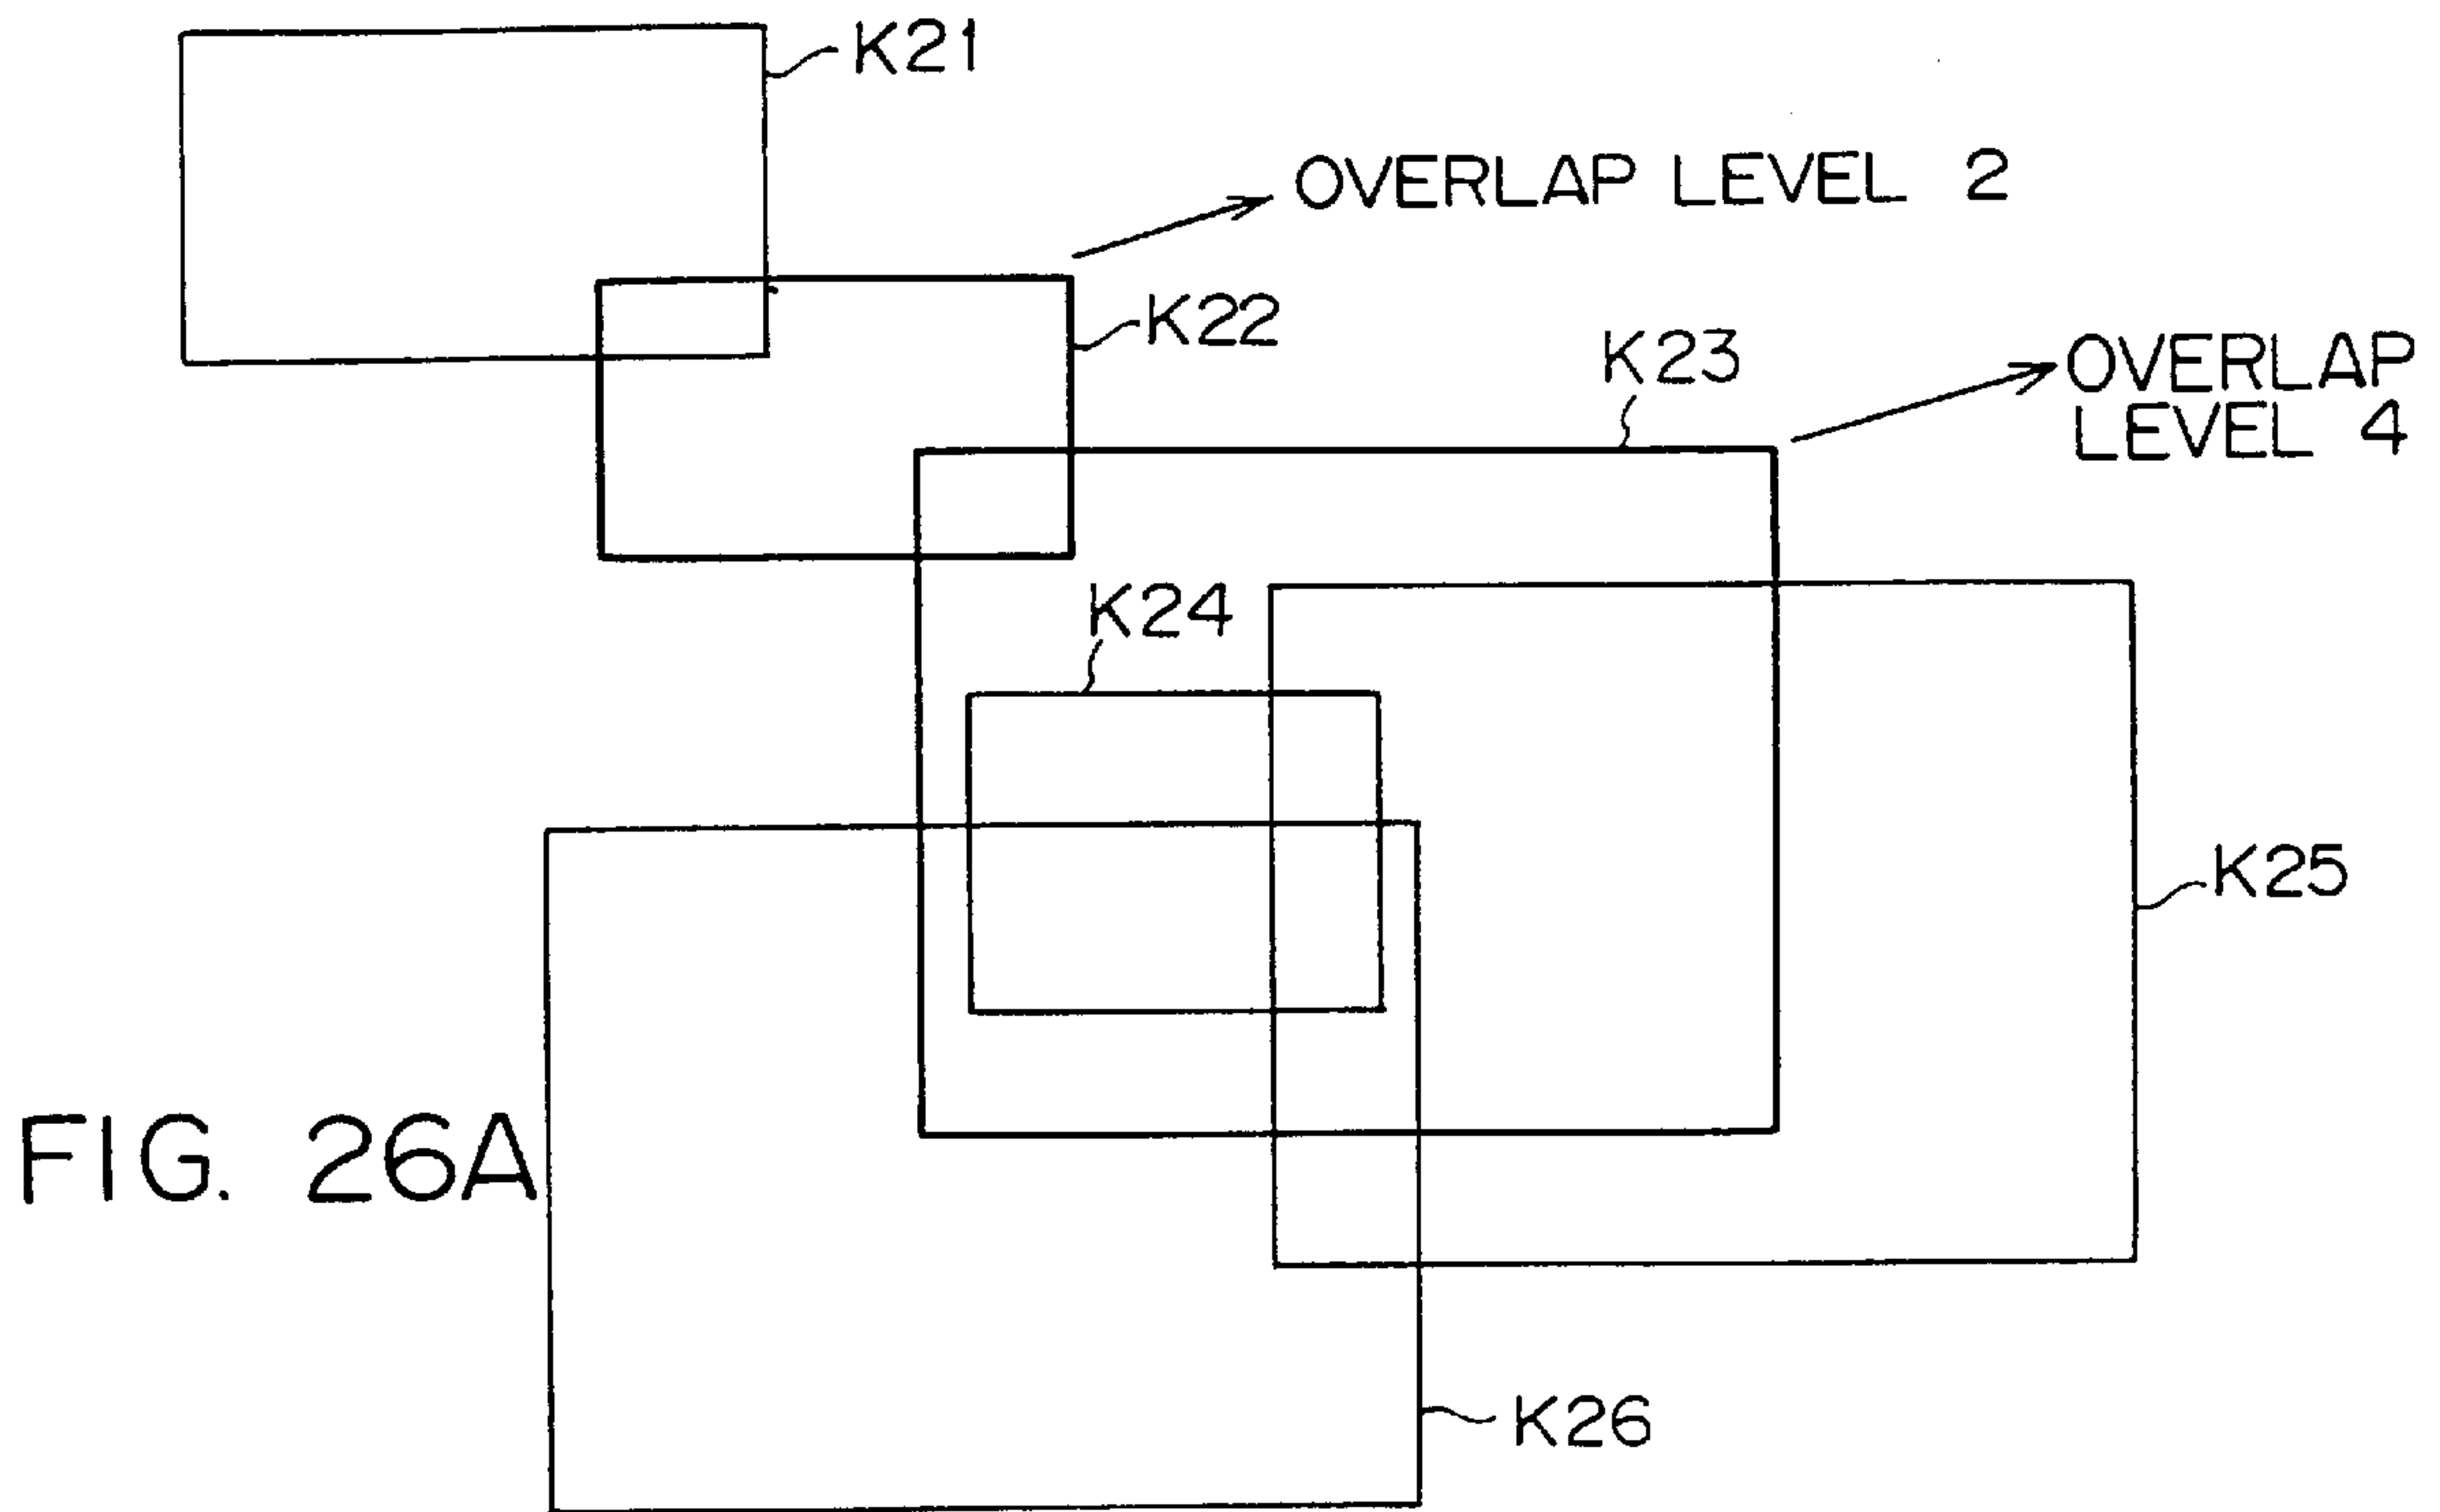 K21
OVERLAP LEVEL 2
K22
K23
OVERLAP
LEVEL 4
K24
K25
FIG. 26A
K26